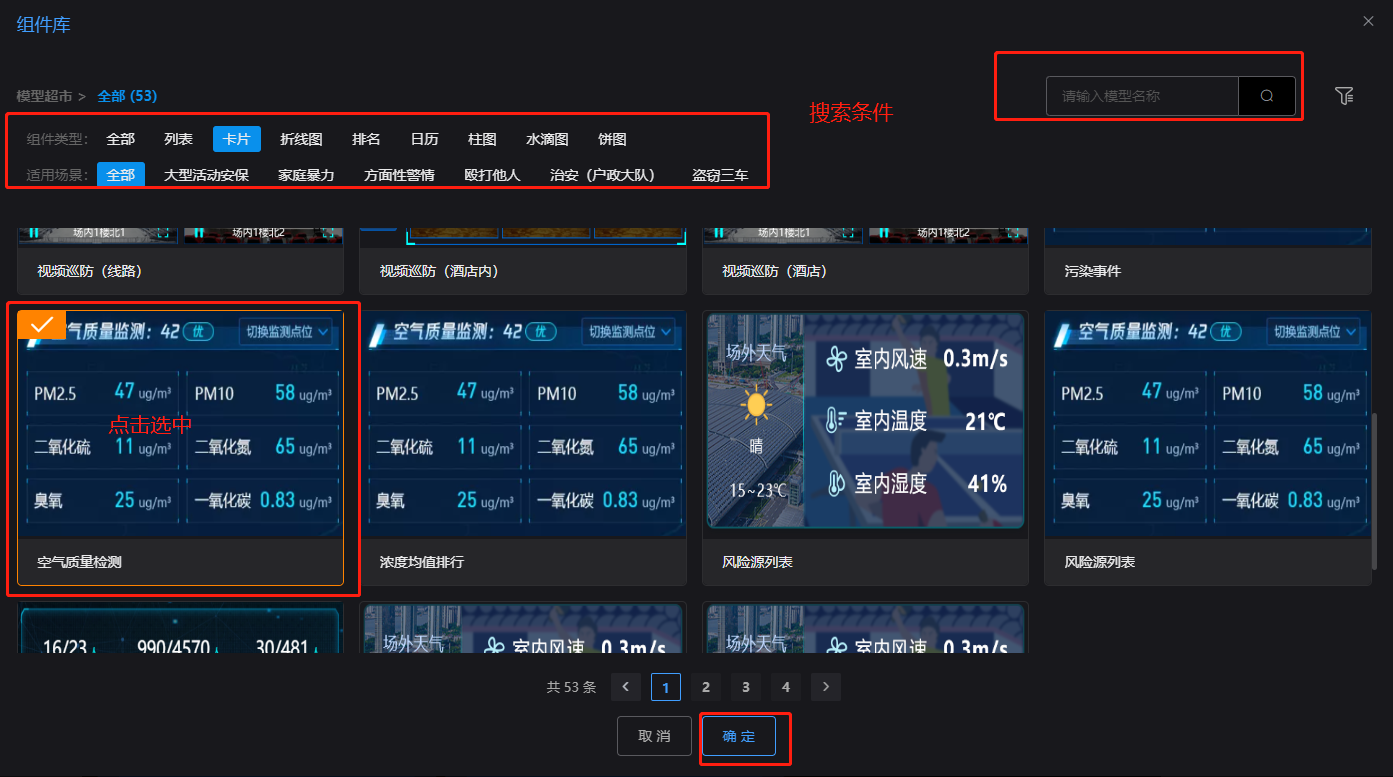 组件库
模型超市 > 全部 (53)
请输入模型名称
搜索条件
组件类型: 全部 列表 卡片 折线图 排名 日历 柱图 水滴图 饼图
适用场景: 全部 大型活动安保 家庭暴力 方面性警情 殴打他人 治安（户政大队） 盗窃三车
场内1楼北1 场内1楼北2 场内1楼北1 场内1楼北2
视频巡防（线路） 视频巡防（酒店内） 视频巡防（酒店） 污染事件
气质量监测: 42 优 切换监测点位
PM2.5 47 ug/m³ PM10 58 ug/m³
点击选中
二氧化硫 11 ug/m³ 二氧化氮 65 ug/m³
臭氧 25 ug/m³ 一氧化碳 0.83 ug/m³
空气质量检测
空气质量监测: 42 优 切换监测点位
PM2.5 47 ug/m³ PM10 58 ug/m³
二氧化硫 11 ug/m³ 二氧化氮 65 ug/m³
臭氧 25 ug/m³ 一氧化碳 0.83 ug/m³
浓度均值排行
场外天气 室内风速 0.3m/s
室内温度 21℃
晴
15~23℃ 室内湿度 41%
风险源列表
空气质量监测: 42 优 切换监测点位
PM2.5 47 ug/m³ PM10 58 ug/m³
二氧化硫 11 ug/m³ 二氧化氮 65 ug/m³
臭氧 25 ug/m³ 一氧化碳 0.83 ug/m³
风险源列表
16/23 990/4570 30/481
场外天气 室内风速 0.3m/s
场外天气 室内风速 0.3m/s
共 53 条 < 1 2 3 4 >
取 消 确 定